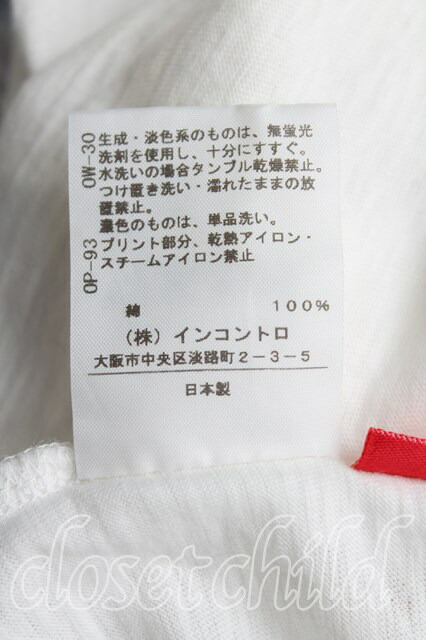 OW-30
生成・淡色系のものは、無蛍光
洗剤を使用し、十分にすすぐ。
水洗いの場合タンブル乾燥禁止。
つけ置き洗い・濡れたままの放
置禁止。
濃色のものは、単品洗い。
OP-93
プリント部分、乾熱アイロン・
スチームアイロン禁止
綿 100%
(株)インコントロ
大阪市中央区淡路町2-3-5
日本製
closet child